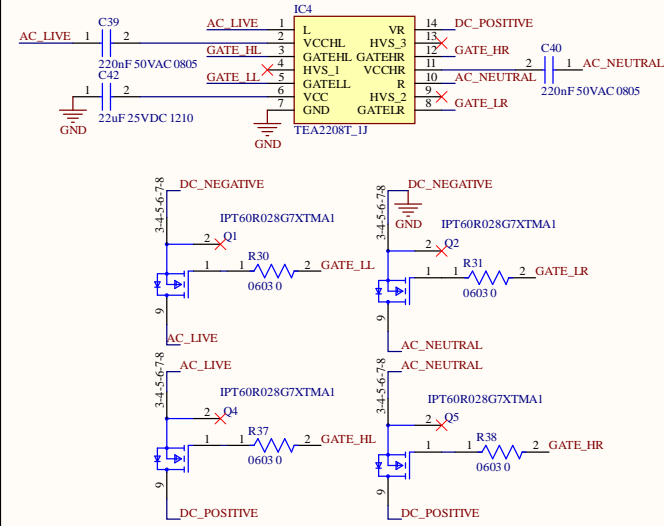 IC4
C39
AC_LIVE 1 2
220nF 50VAC 0805
C42
1 2
GND
22uF 25VDC 1210
AC_LIVE 1 L VR 14 DC_POSITIVE
2 VCCHL HVS_3 13
GATE_HL 3 GATEHL GATEHR 12 GATE_HR
4 HVS_1 VCCHR 11
GATE_LL 5 GATELL R 10 AC_NEUTRAL
6 VCC HVS_2 9
7 GND GATELR 8 GATE_LR
GND
TEA2208T_1J
C40
2 1 AC_NEUTRAL
220nF 50VAC 0805
DC_NEGATIVE
3-4-5-6-7-8
IPT60R028G7XTMA1
2 Q1
R30
1 1 2 GATE_LL
0603 0
9
AC_LIVE
DC_NEGATIVE
3-4-5-6-7-8
GND
IPT60R028G7XTMA1
2 Q2
R31
1 1 2 GATE_LR
0603 0
9
AC_NEUTRAL
AC_LIVE
3-4-5-6-7-8
IPT60R028G7XTMA1
2 Q4
R37
1 1 2 GATE_HL
0603 0
9
DC_POSITIVE
AC_NEUTRAL
3-4-5-6-7-8
IPT60R028G7XTMA1
2 Q5
R38
1 1 2 GATE_HR
0603 0
9
DC_POSITIVE